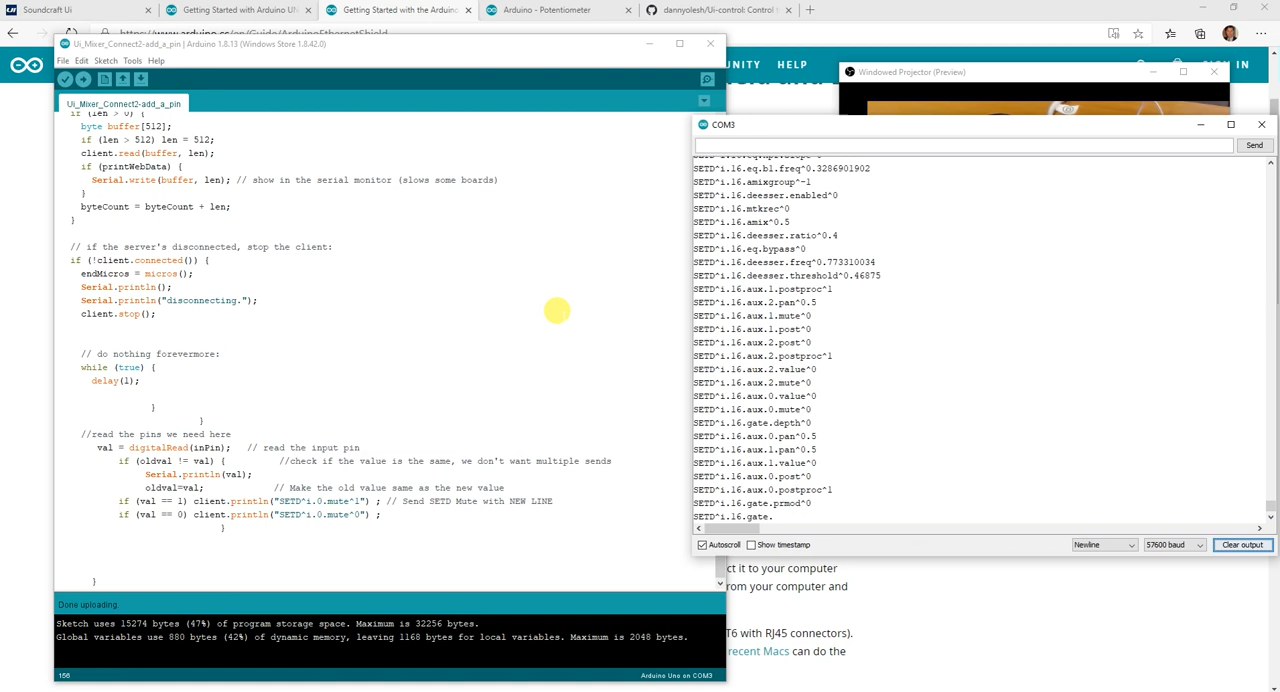 Soundcraft Ui
Getting Started with Arduino UN
Getting Started with the Arduino
Arduino - Potentiometer
dannyolesh/Ui-control: Control t
https://www.arduino.cc/en/Guide/ArduinoEthernetShield
Ui_Mixer_Connect2-add_a_pin | Arduino 1.8.13 (Windows Store 1.8.42.0)
File Edit Sketch Tools Help
HELP
SIGN IN
Windowed Projector (Preview)
Ui_Mixer_Connect2-add_a_pin
if (len > 0) {
byte buffer[512];
if (len > 512) len = 512;
client.read(buffer, len);
if (printWebData) {
Serial.write(buffer, len); // show in the serial monitor (slows some boards)
}
byteCount = byteCount + len;
}
// if the server's disconnected, stop the client:
if (!client.connected()) {
endMicros = micros();
Serial.println();
Serial.println("disconnecting.");
client.stop();
// do nothing forevermore:
while (true) {
delay(1);
}
}
//read the pins we need here
val = digitalRead(inPin); // read the input pin
if (oldval != val) { //check if the value is the same, we don't want multiple sends
Serial.println(val);
oldval=val; // Make the old value same as the new value
if (val == 1) client.println("SETD^i.0.mute^1") ; // Send SETD Mute with NEW LINE
if (val == 0) client.println("SETD^i.0.mute^0") ;
}
}
Done uploading.
Sketch uses 15274 bytes (47%) of program storage space. Maximum is 32256 bytes.
Global variables use 880 bytes (42%) of dynamic memory, leaving 1168 bytes for local variables. Maximum is 2048 bytes.
156
Arduino Uno on COM3
COM3
Send
SETD^i.16.eq.b1.freq^0.3286901902
SETD^i.16.amixgroup^-1
SETD^i.16.deesser.enabled^0
SETD^i.16.mtkrec^0
SETD^i.16.amix^0.5
SETD^i.16.deesser.ratio^0.4
SETD^i.16.eq.bypass^0
SETD^i.16.deesser.freq^0.773310034
SETD^i.16.deesser.threshold^0.46875
SETD^i.16.aux.1.postproc^1
SETD^i.16.aux.2.pan^0.5
SETD^i.16.aux.1.mute^0
SETD^i.16.aux.1.post^0
SETD^i.16.aux.2.post^0
SETD^i.16.aux.2.postproc^1
SETD^i.16.aux.2.value^0
SETD^i.16.aux.2.mute^0
SETD^i.16.aux.0.value^0
SETD^i.16.aux.0.mute^0
SETD^i.16.gate.depth^0
SETD^i.16.aux.0.pan^0.5
SETD^i.16.aux.1.pan^0.5
SETD^i.16.aux.1.value^0
SETD^i.16.aux.0.post^0
SETD^i.16.aux.0.postproc^1
SETD^i.16.gate.prmod^0
SETD^i.16.gate.
Autoscroll Show timestamp
Newline 57600 baud Clear output
ct it to your computer
from your computer and
T6 with RJ45 connectors).
recent Macs can do the